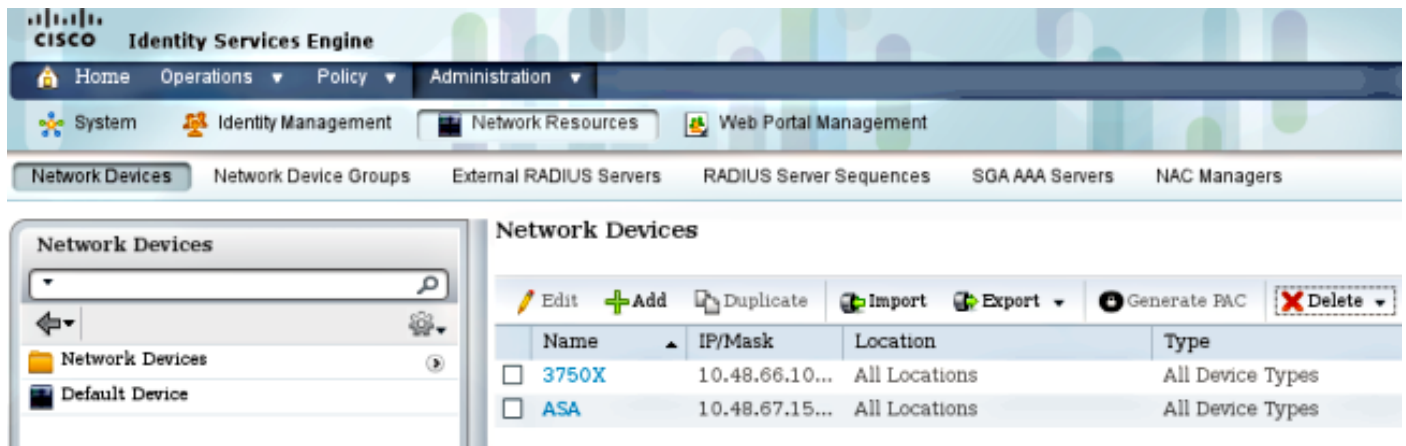 CISCO Identity Services Engine
Home Operations Policy Administration
System Identity Management Network Resources Web Portal Management
Network Devices Network Device Groups External RADIUS Servers RADIUS Server Sequences SGA AAA Servers NAC Managers
Network Devices
Network Devices
Default Device
Network Devices
Edit Add Duplicate Import Export Generate PAC Delete
Name IP/Mask Location Type
3750X 10.48.66.10... All Locations All Device Types
ASA 10.48.67.15... All Locations All Device Types